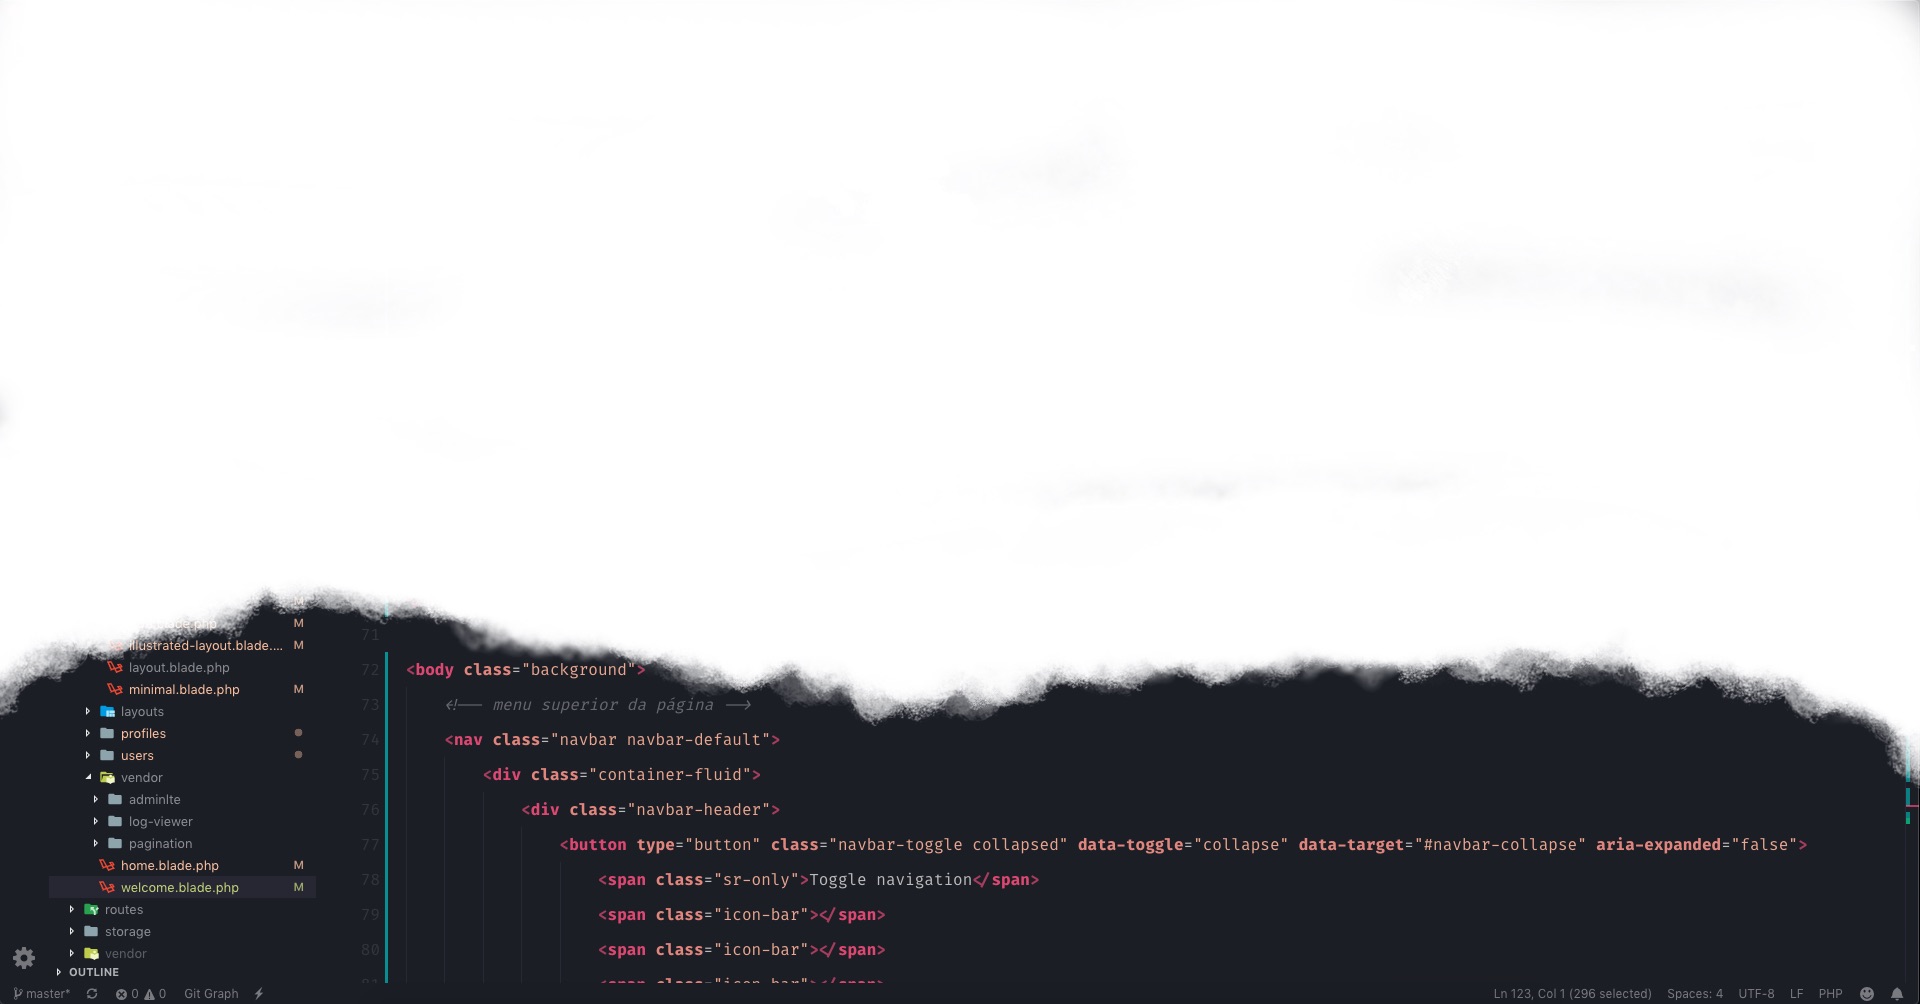 M
illustrated-layout.blade.... M
layout.blade.php
minimal.blade.php M
layouts
profiles
users
vendor
adminlte
log-viewer
pagination
home.blade.php M
welcome.blade.php M
routes
storage
vendor
OUTLINE
71
72 <body class="background">
73 <!-- menu superior da página -->
74 <nav class="navbar navbar-default">
75 <div class="container-fluid">
76 <div class="navbar-header">
77 <button type="button" class="navbar-toggle collapsed" data-toggle="collapse" data-target="#navbar-collapse" aria-expanded="false">
78 <span class="sr-only">Toggle navigation</span>
79 <span class="icon-bar"></span>
80 <span class="icon-bar"></span>
master* 0 0 Git Graph Ln 123, Col 1 (296 selected) Spaces: 4 UTF-8 LF PHP